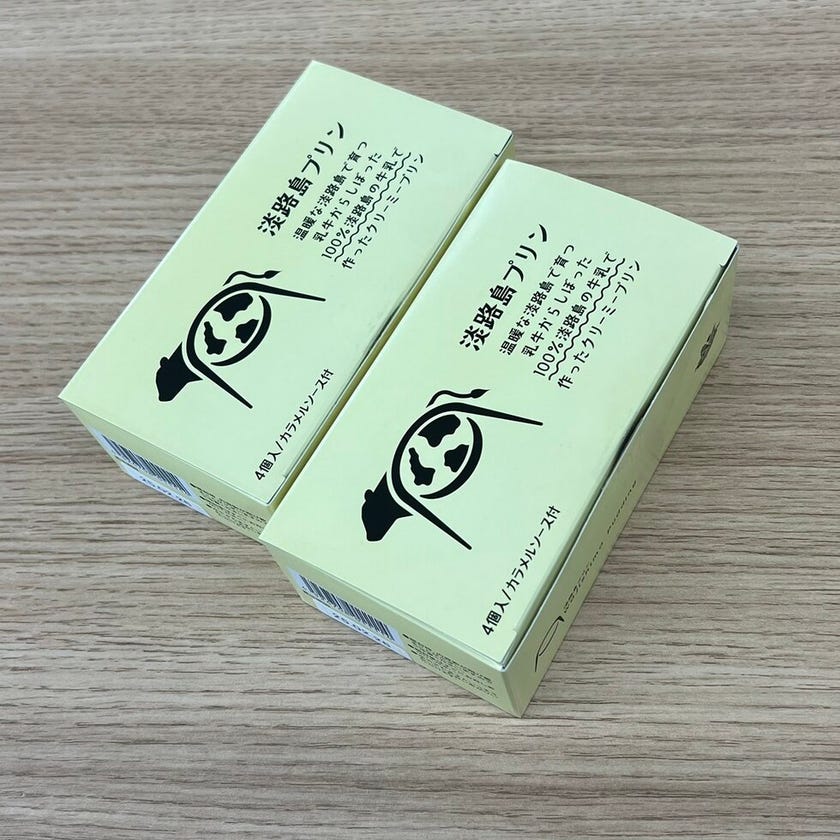 淡路島プリン
温暖な淡路島で育つ
乳牛からしぼった
100%淡路島の牛乳で
作ったクリーミープリン
4個入/カラメルソース付
淡路島プリン
温暖な淡路島で育つ
乳牛からしぼった
100%淡路島の牛乳で
作ったクリーミープリン
4個入/カラメルソース付